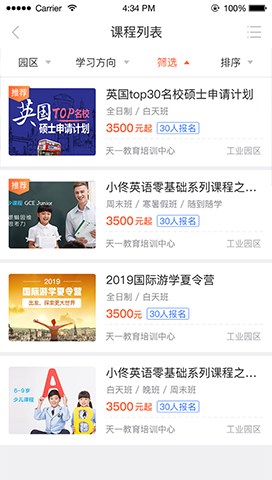 Carrier 4:34 PM 100%
课程列表
园区 学习方向 筛选 排序
推荐
英国
TOP名校
硕士申请计划
英国top30名校硕士申请计划
全日制 / 白天班
3500元起 30人报名
天一教育培训中心 工业园区
推荐
课程 GCE Junior
小佟英语零基础系列课程之...
周末班 / 寒暑假班 / 随到随学
3500元起 30人报名
天一教育培训中心 工业园区
2019
国际游学夏令营
出发，探索更大世界
2019国际游学夏令营
全日制 / 白天班
3500元 30人报名
天一教育培训中心 工业园区
6-9岁
少儿课程
A
小佟英语零基础系列课程之...
白天班 / 晚班 / 周末班
3500元起 30人报名
天一教育培训中心 工业园区